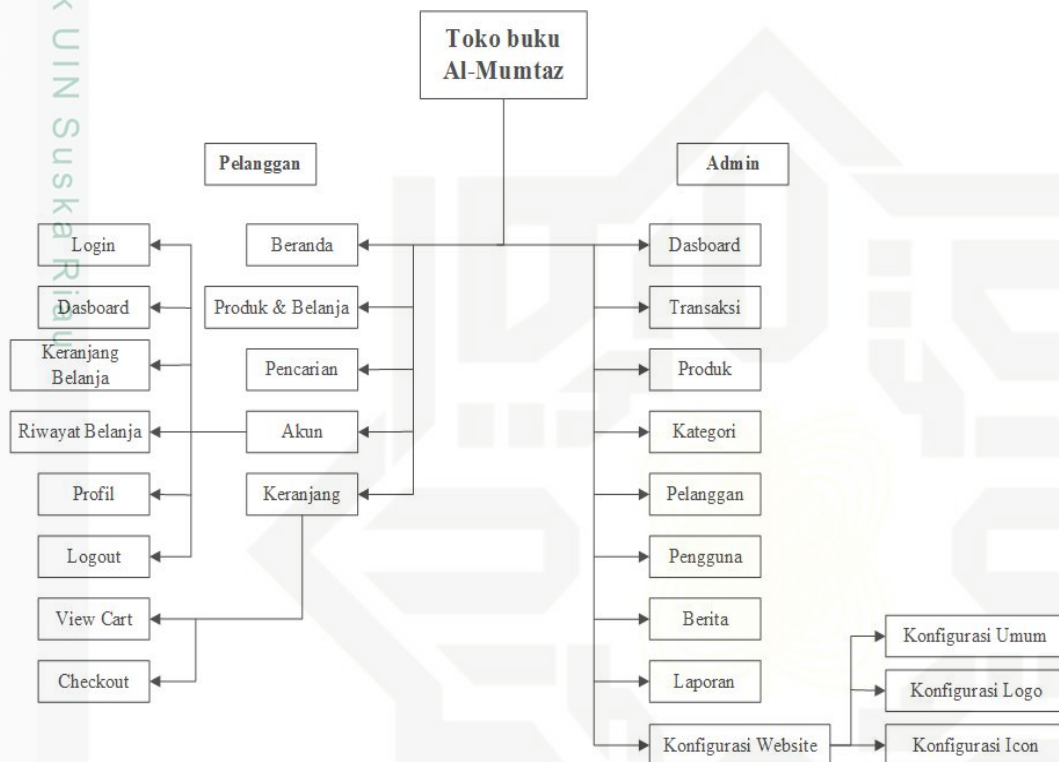 k UIN Suska Riau
Toko buku
Al-Mumtaz
Pelanggan
Admin
Login
Beranda
Dasboard
Dasboard
Produk & Belanja
Transaksi
Keranjang
Belanja
Pencarian
Produk
Riwayat Belanja
Akun
Kategori
Profil
Keranjang
Pelanggan
Logout
Pengguna
View Cart
Berita
Konfigurasi Umum
Checkout
Laporan
Konfigurasi Logo
Konfigurasi Website
Konfigurasi Icon